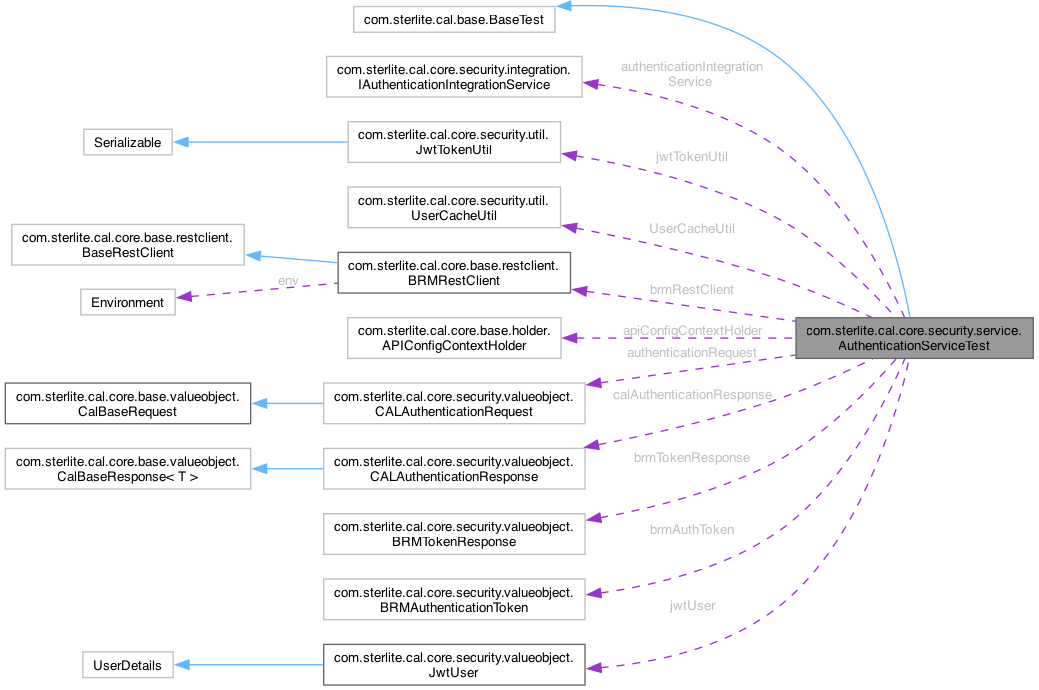 com.sterlite.cal.base.BaseTest
com.sterlite.cal.core.security.integration.
IAuthenticationIntegrationService
authenticationIntegration
Service
Serializable
com.sterlite.cal.core.security.util.
JwtTokenUtil
jwtTokenUtil
com.sterlite.cal.core.security.util.
UserCacheUtil
UserCacheUtil
com.sterlite.cal.core.base.restclient.
BaseRestClient
com.sterlite.cal.core.base.restclient.
BRMRestClient
env
Environment
brmRestClient
com.sterlite.cal.core.base.holder.
APIConfigContextHolder
apiConfigContextHolder
com.sterlite.cal.core.security.service.
AuthenticationServiceTest
authenticationRequest
com.sterlite.cal.core.base.valueobject.
CalBaseRequest
com.sterlite.cal.core.security.valueobject.
CALAuthenticationRequest
calAuthenticationResponse
com.sterlite.cal.core.base.valueobject.
CalBaseResponse< T >
com.sterlite.cal.core.security.valueobject.
CALAuthenticationResponse
brmTokenResponse
com.sterlite.cal.core.security.valueobject.
BRMTokenResponse
brmAuthToken
com.sterlite.cal.core.security.valueobject.
BRMAuthenticationToken
jwtUser
UserDetails
com.sterlite.cal.core.security.valueobject.
JwtUser